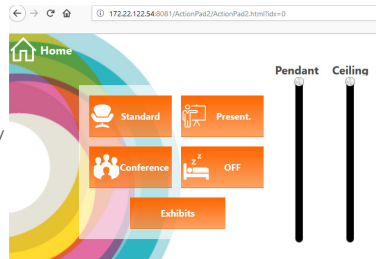 172.22.122.54:8081/ActionPad2/ActionPad2.html?idx=0
Home
Pendant Ceiling
Standard Present.
Conference OFF
Exhibits